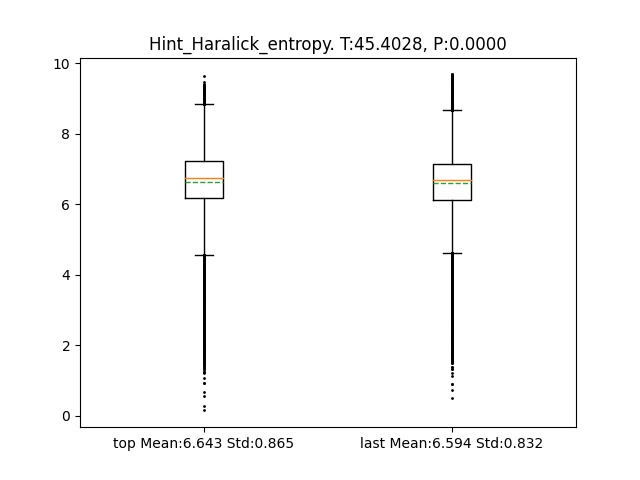 Hint_Haralick_entropy. T:45.4028, P:0.0000
10
8
6
4
2
0
top Mean:6.643 Std:0.865
last Mean:6.594 Std:0.832